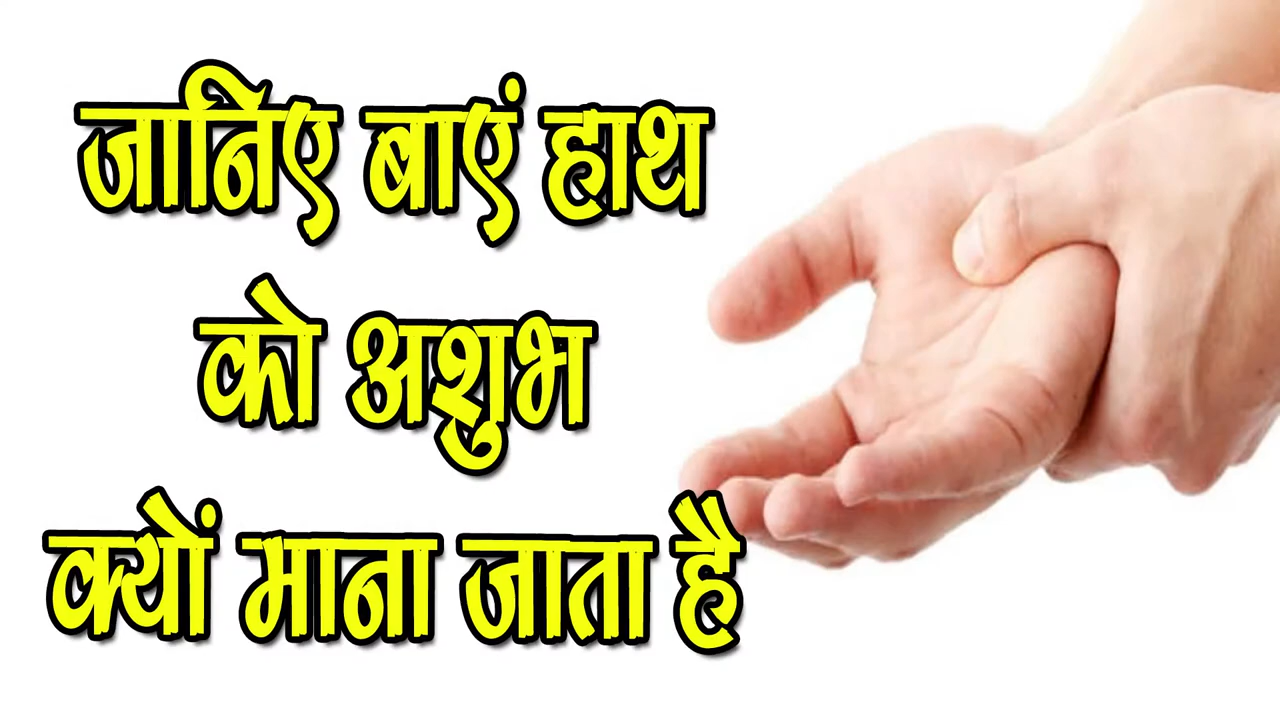 जानिए बाएं हाथ
को अशुभ
क्यों माना जाता है